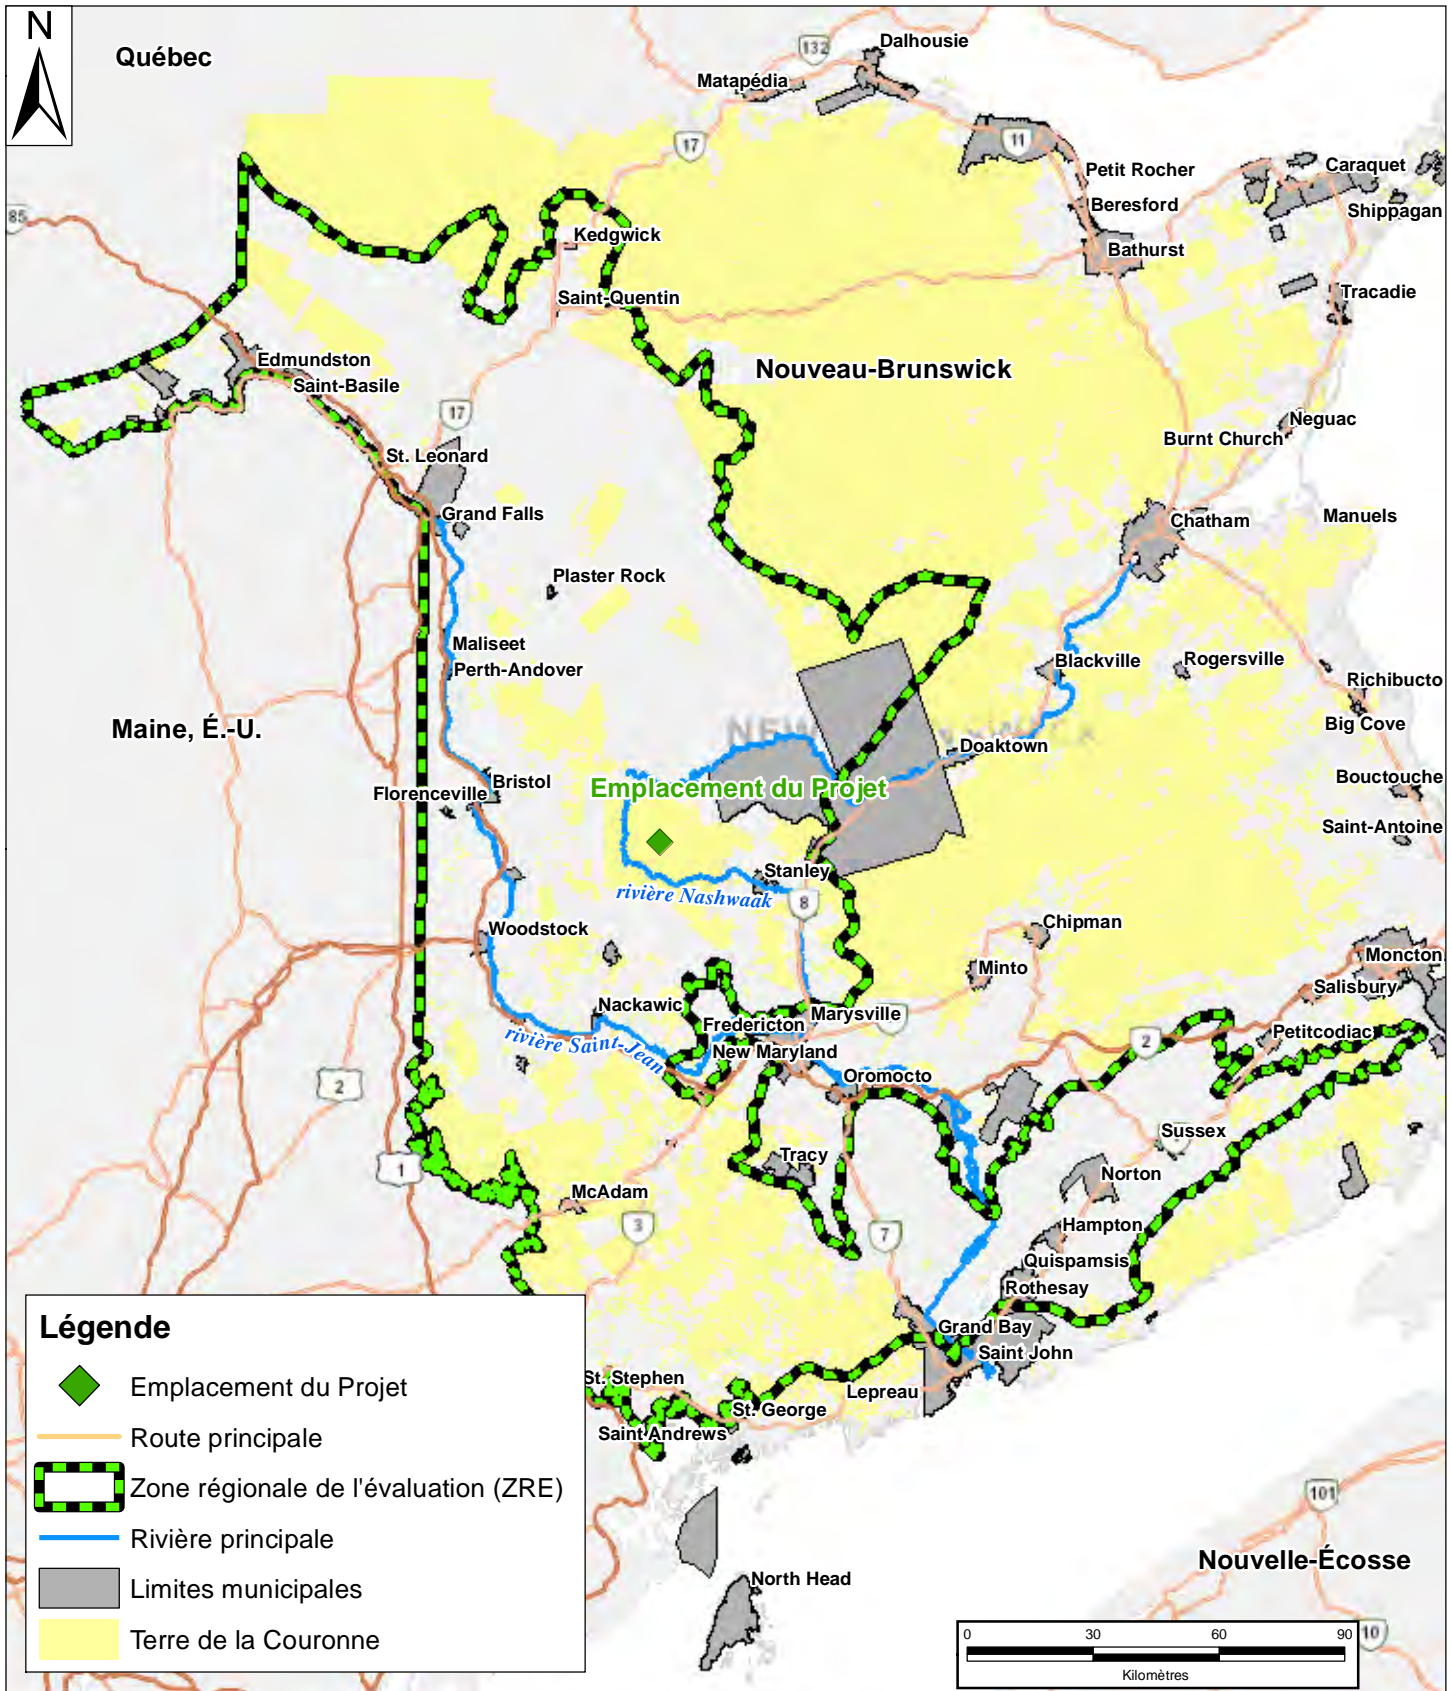 N
Québec
132
Dalhousie
Matapédia
17
11
Petit Rocher
Caraquet
Beresford
Shippagan
85
Kedgwick
Bathurst
Saint-Quentin
Tracadie
Edmundston
Nouveau-Brunswick
Saint-Basile
17
Neguac
Burnt Church
St. Leonard
Grand Falls
Chatham
Manuels
Plaster Rock
Maliseet
Perth-Andover
Blackville
Rogersville
Richibucto
Big Cove
Maine, É.-U.
NEW BRUNSWICK
Doaktown
Bristol
Emplacement du Projet
Florenceville
Bouctouche
Saint-Antoine
Stanley
rivière Nashwaak
8
Woodstock
Chipman
Moncton
Minto
Salisbury
Nackawic
Marysville
Fredericton
rivière Saint-Jean
New Maryland
2
Petitcodiac
Oromocto
2
Sussex
Tracy
1
Norton
McAdam
3
7
Hampton
Quispamsis
Rothesay
Grand Bay
Saint John
St. Stephen
Lepreau
St. George
Saint Andrews
Légende
Emplacement du Projet
Route principale
Zone régionale de l'évaluation (ZRE)
Rivière principale
Limites municipales
Terre de la Couronne
101
Nouvelle-Écosse
North Head
10
0 30 60 90
Kilomètres